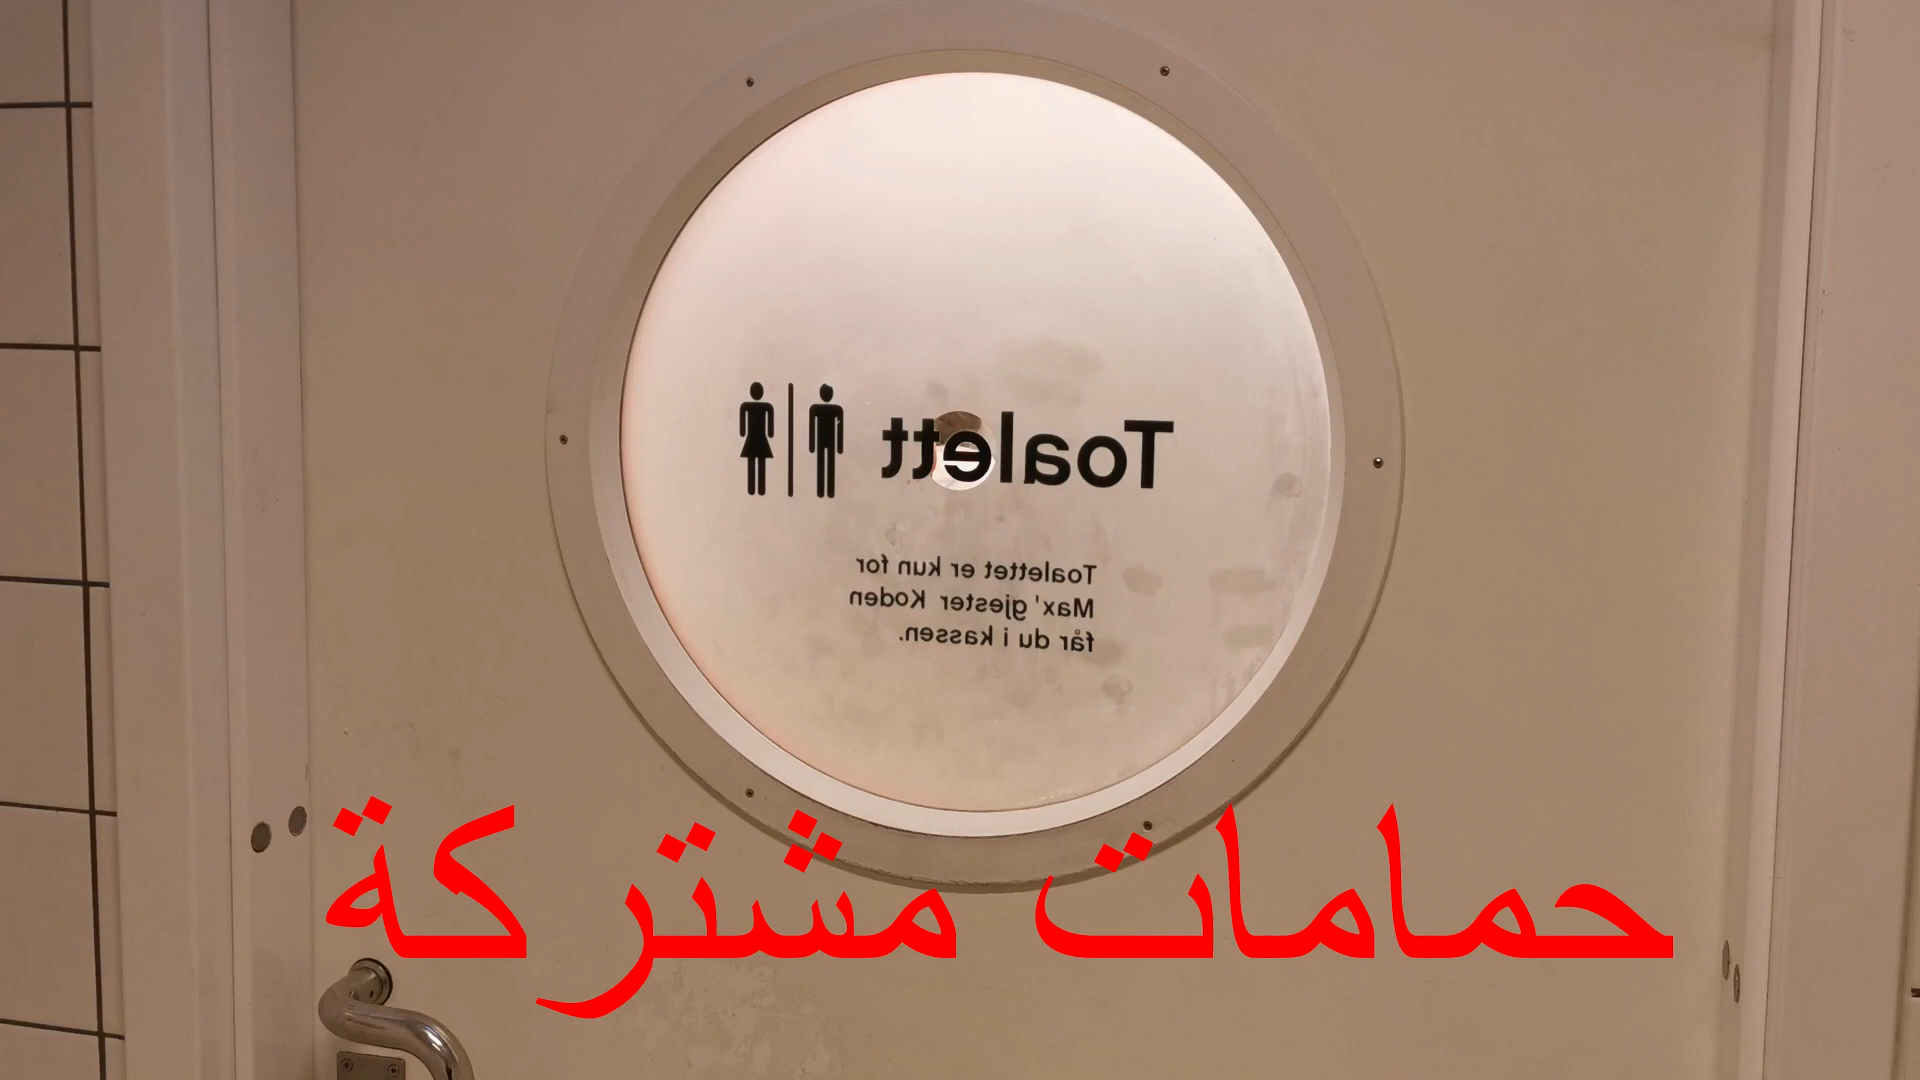 Toalett
Toalettet er kun for
Max' gjester Koden
får du i kassen.
حمامات مشتركة